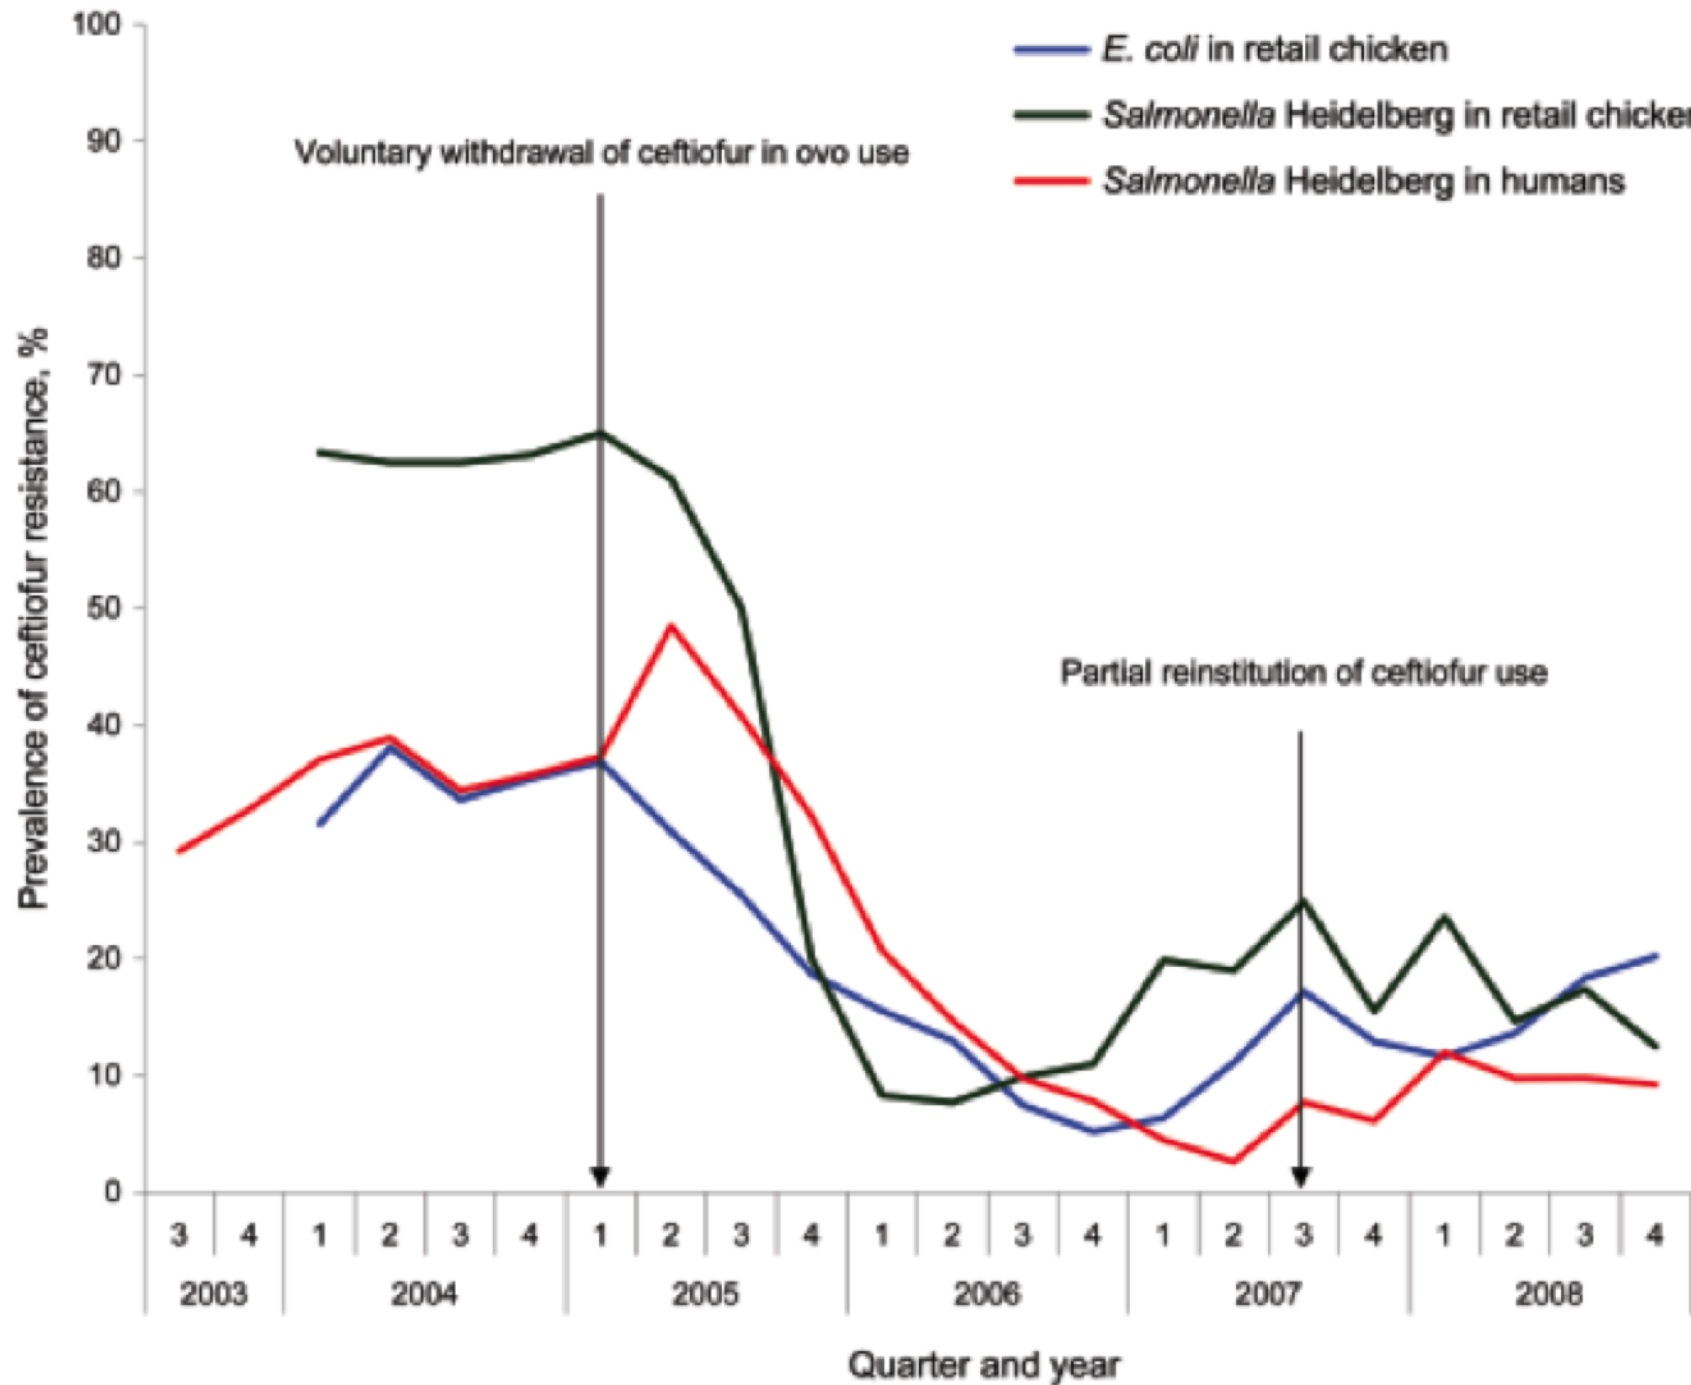 100
E. coli in retail chicken
Salmonella Heidelberg in retail chicken
Salmonella Heidelberg in humans
90
Voluntary withdrawal of ceftiofur in ovo use
80
70
60
50
40
30
20
10
0
Partial reinstitution of ceftiofur use
Prevalence of ceftiofur resistance, %
3 4 1 2 3 4 1 2 3 4 1 2 3 4 1 2 3 4 1 2 3 4
2003 2004 2005 2006 2007 2008
Quarter and year